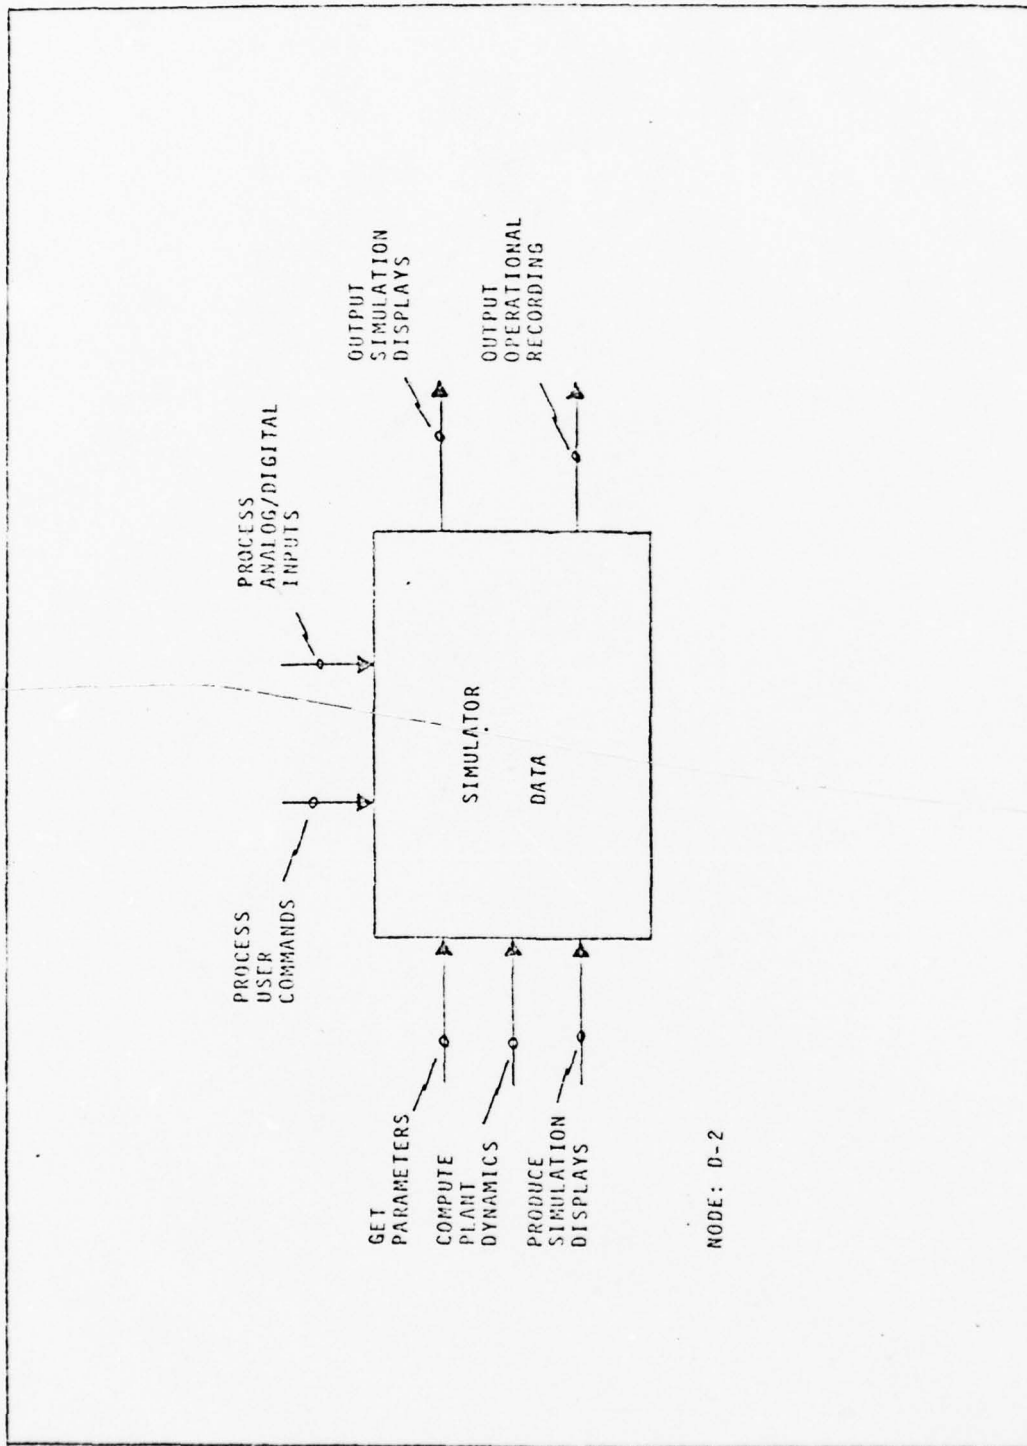 PROCESS
USER
COMMANDS
PROCESS
ANALOG/DIGITAL
INPUTS
GET
PARAMETERS
COMPUTE
PLANT
DYNAMICS
PRODUCE
SIMULATION
DISPLAYS
SIMULATOR
DATA
OUTPUT
SIMULATION
DISPLAYS
OUTPUT
OPERATIONAL
RECORDING
NODE: D-2